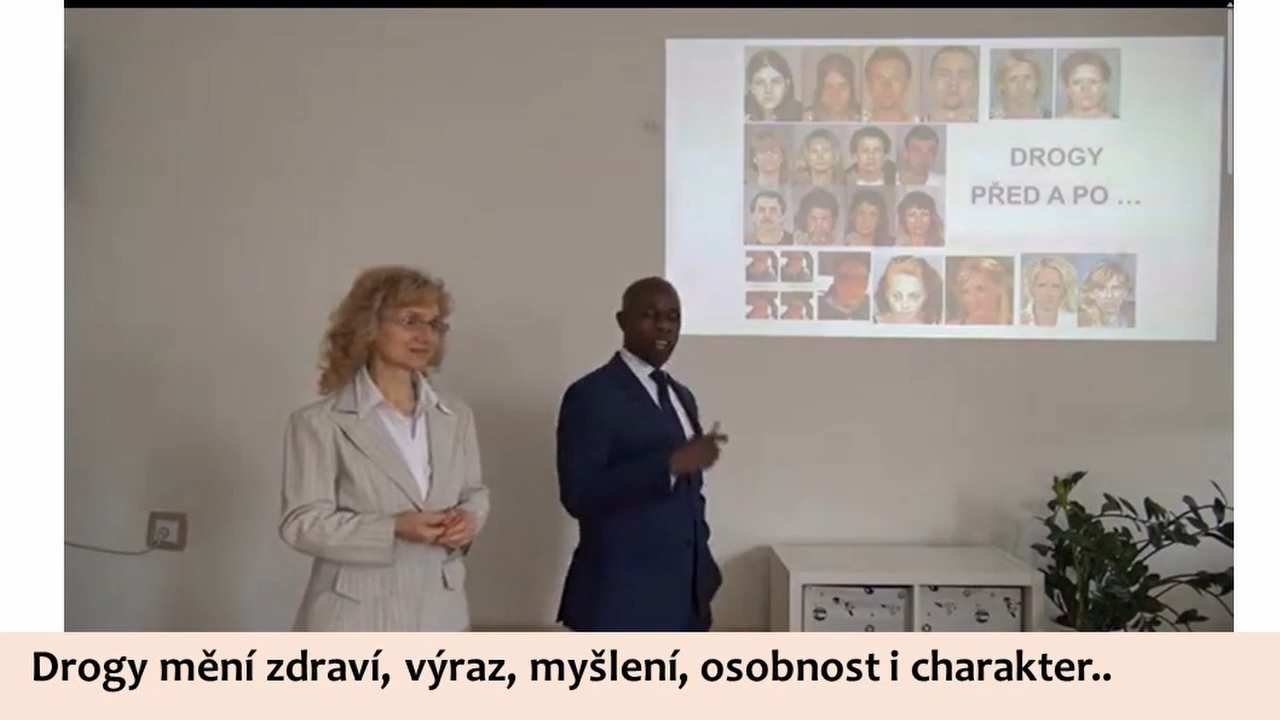 DROGY
PŘED A PO ...
Drogy mění zdraví, výraz, myšlení, osobnost i charakter..